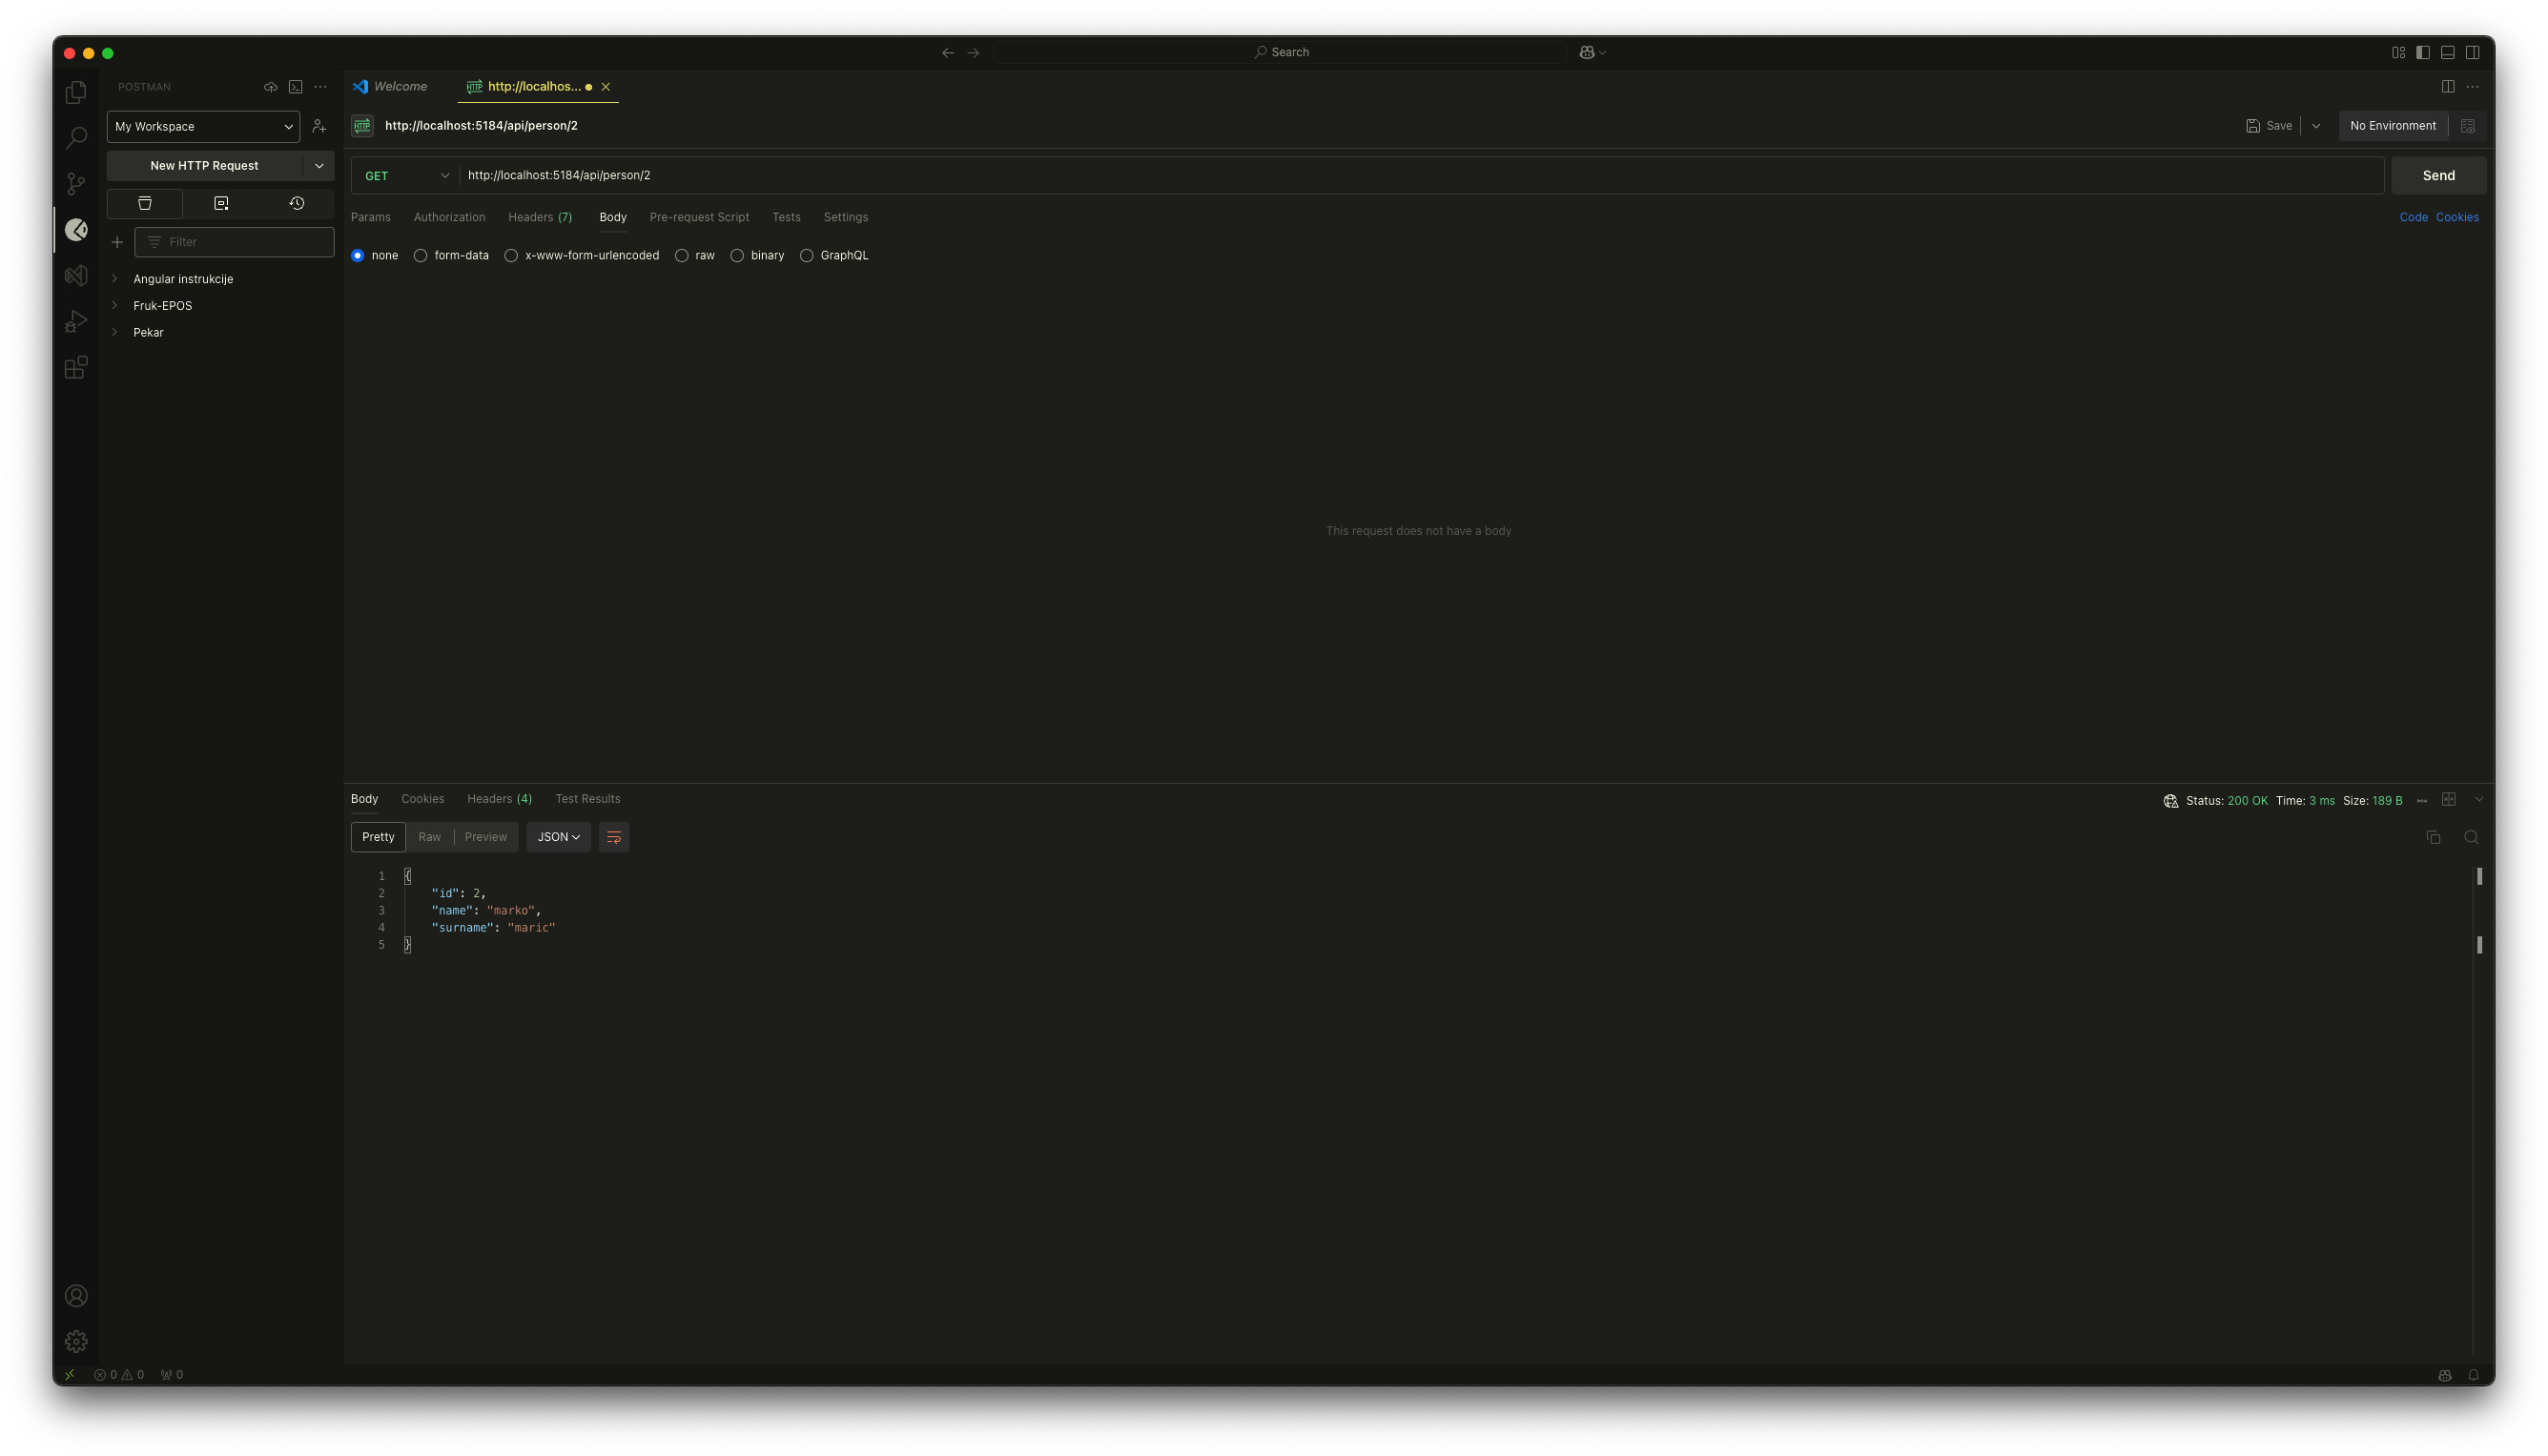 Search
POSTMAN
My Workspace
New HTTP Request
Filter
Angular instrukcije
Fruk-EPOS
Pekar
Welcome
http://localhos...
HTTP http://localhost:5184/api/person/2
Save
No Environment
GET http://localhost:5184/api/person/2
Send
Params Authorization Headers (7) Body Pre-request Script Tests Settings
Code Cookies
none form-data x-www-form-urlencoded raw binary GraphQL
This request does not have a body
Body Cookies Headers (4) Test Results
Status: 200 OK Time: 3 ms Size: 189 B
Pretty Raw Preview JSON
1 {
2 "id": 2,
3 "name": "marko",
4 "surname": "maric"
5 }
0 0 0